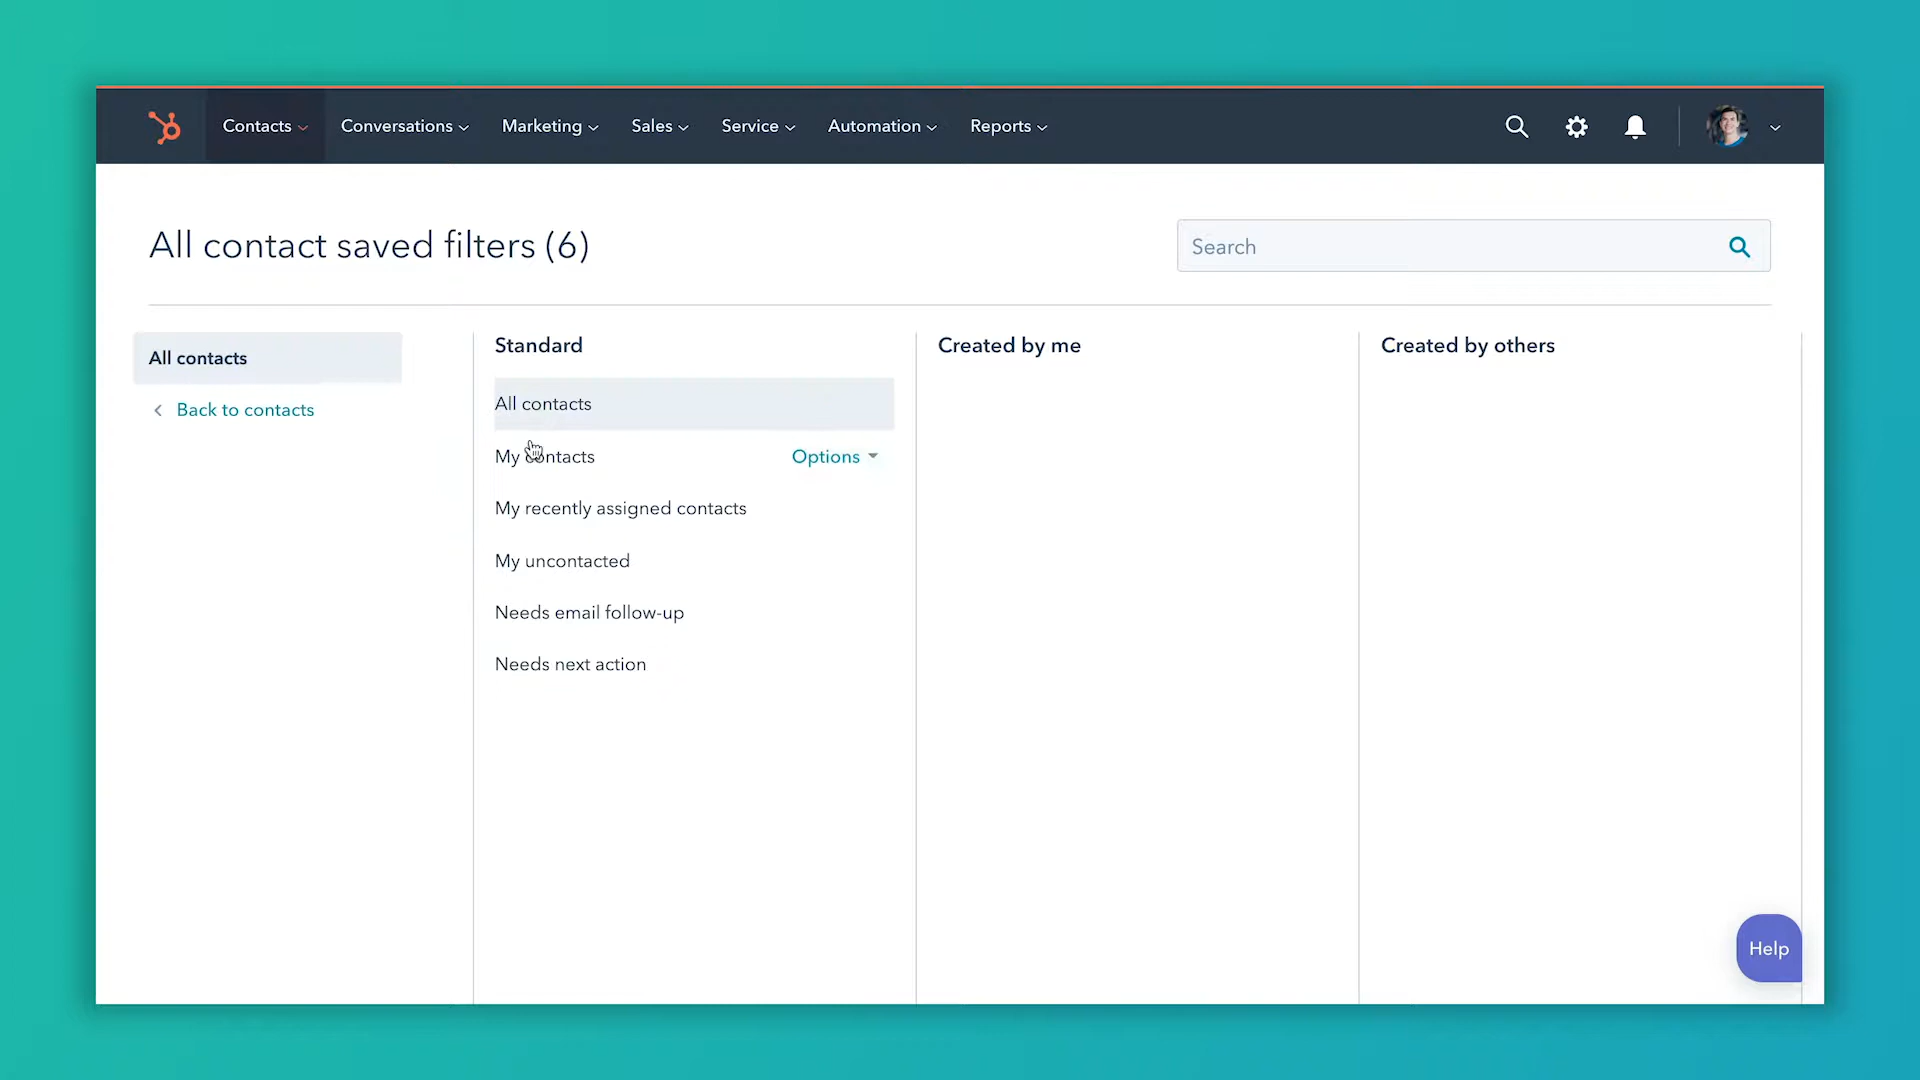 Contacts Conversations Marketing Sales Service Automation Reports
All contact saved filters (6)
Search
All contacts
Back to contacts
Standard
All contacts
My contacts Options
My recently assigned contacts
My uncontacted
Needs email follow-up
Needs next action
Created by me
Created by others
Help